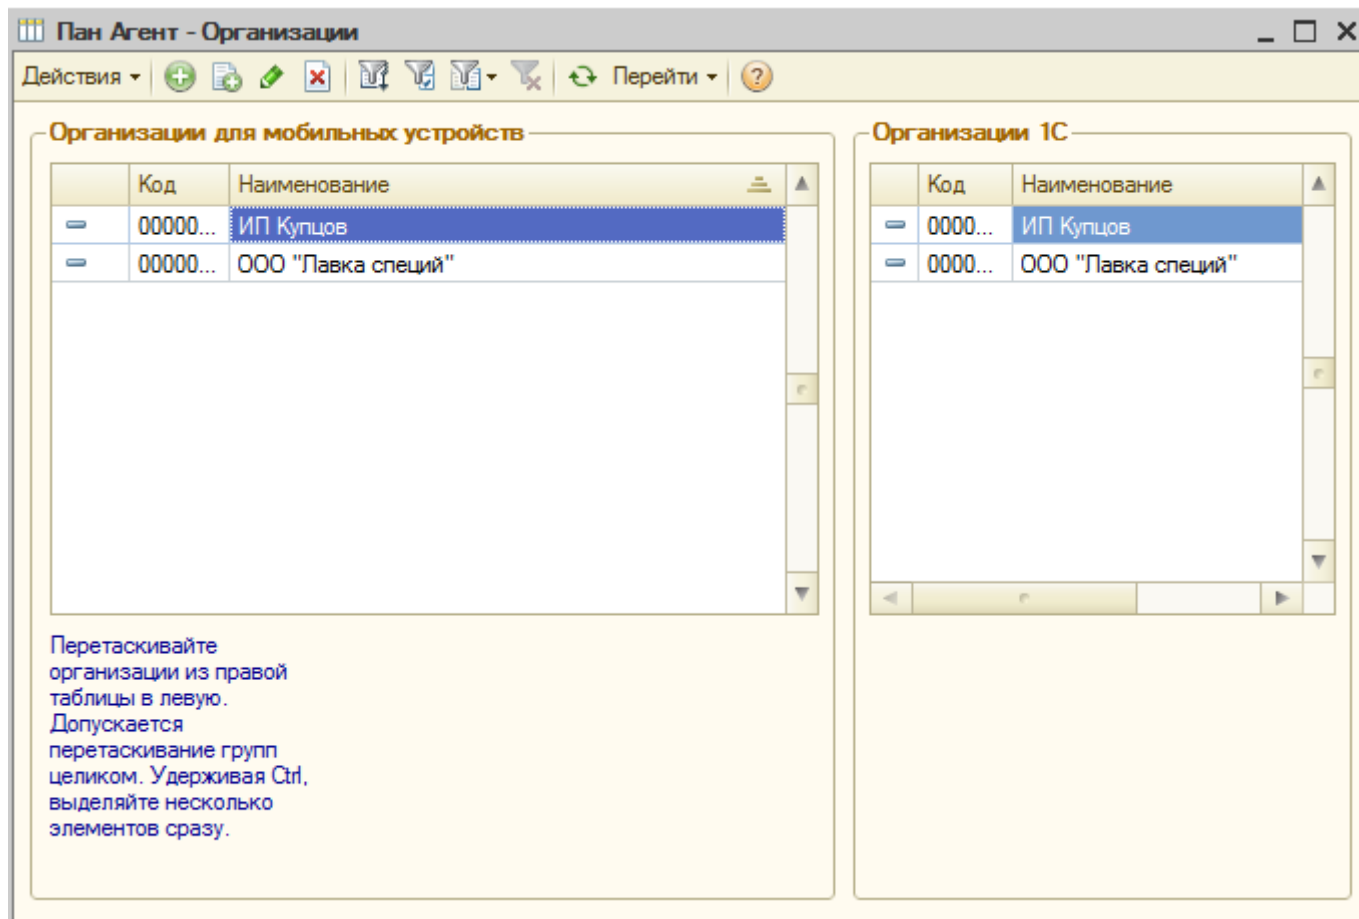 Пан Агент - Организации
Действия Перейти
Организации для мобильных устройств
Код Наименование
00000... ИП Купцов
00000... ООО "Лавка специй"
Перетаскивайте
организации из правой
таблицы в левую.
Допускается
перетаскивание групп
целиком. Удерживая Ctrl,
выделяйте несколько
элементов сразу.
Организации 1С
Код Наименование
0000... ИП Купцов
0000... ООО "Лавка специй"